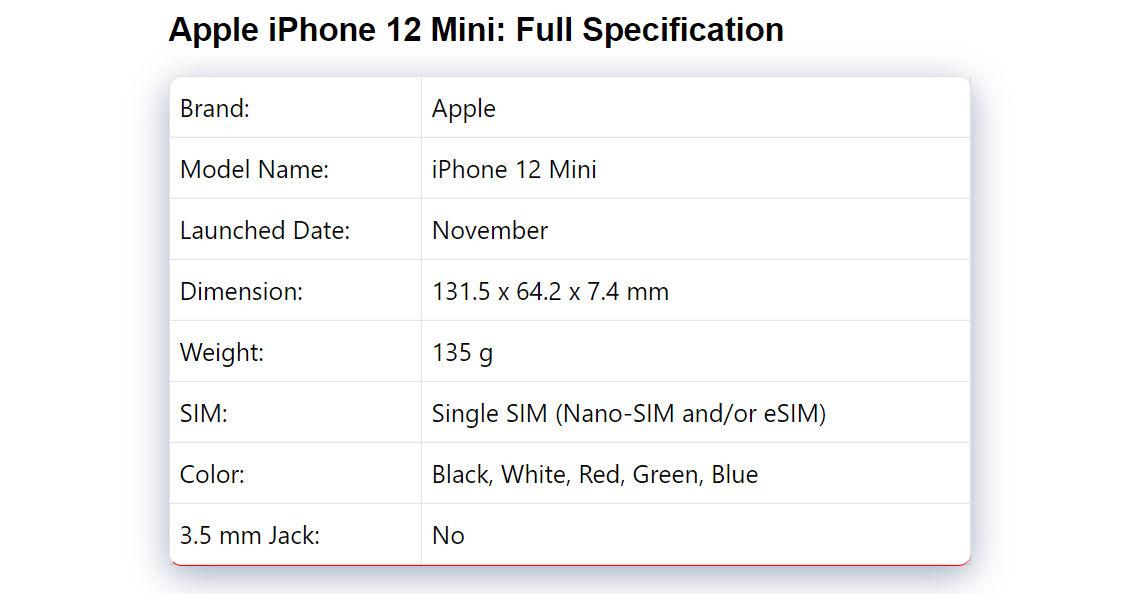 Apple iPhone 12 Mini: Full Specification
Brand: Apple
Model Name: iPhone 12 Mini
Launched Date: November
Dimension: 131.5 x 64.2 x 7.4 mm
Weight: 135 g
SIM: Single SIM (Nano-SIM and/or eSIM)
Color: Black, White, Red, Green, Blue
3.5 mm Jack: No